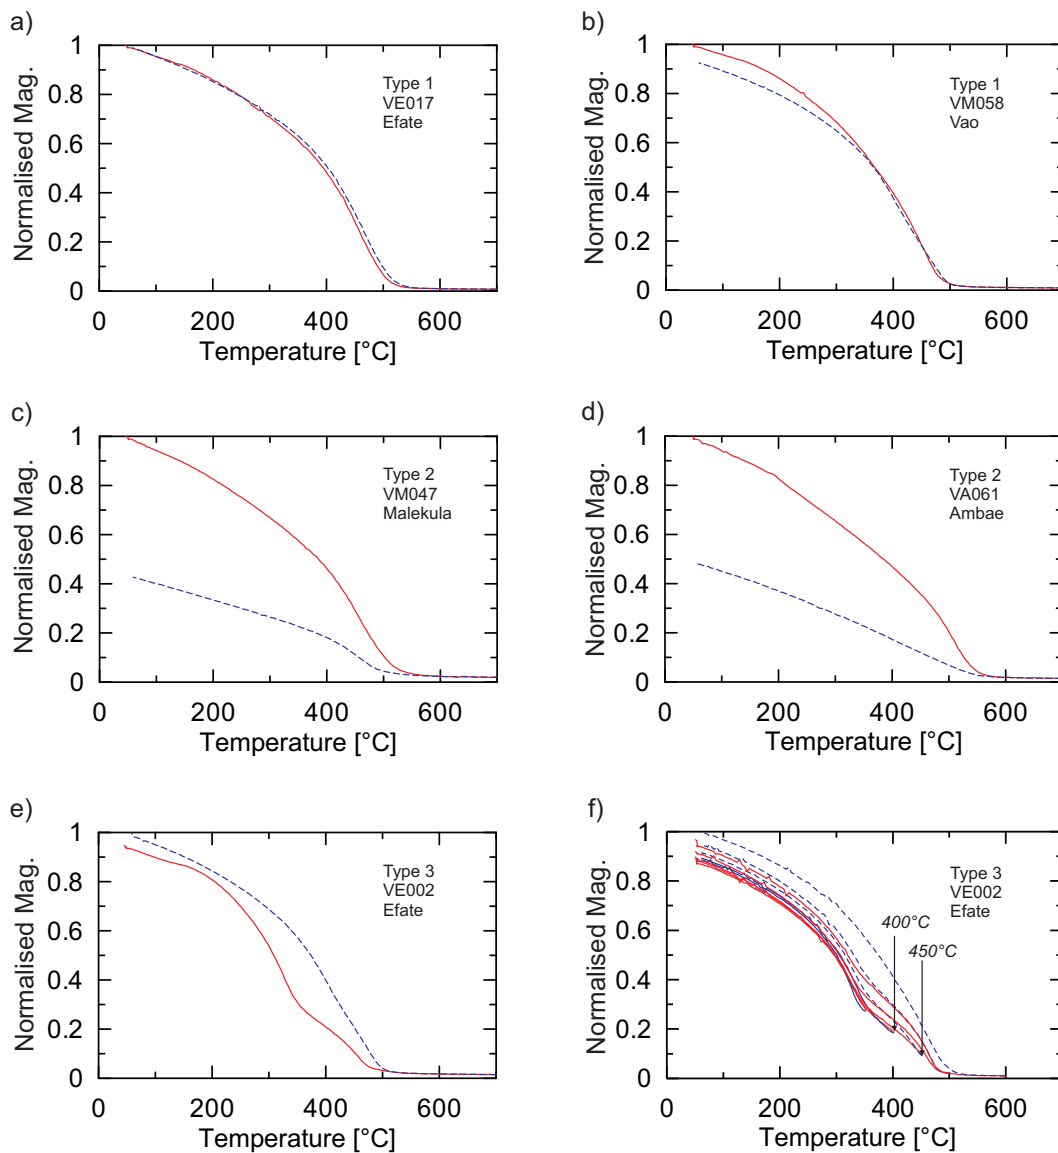 a)
Normalised Mag.
1
0.8
0.6
0.4
0.2
0
0 200 400 600
Temperature [°C]
Type 1
VE017
Efate
b)
Normalised Mag.
1
0.8
0.6
0.4
0.2
0
0 200 400 600
Temperature [°C]
Type 1
VM058
Vao
c)
Normalised Mag.
1
0.8
0.6
0.4
0.2
0
0 200 400 600
Temperature [°C]
Type 2
VM047
Malekula
d)
Normalised Mag.
1
0.8
0.6
0.4
0.2
0
0 200 400 600
Temperature [°C]
Type 2
VA061
Ambae
e)
Normalised Mag.
1
0.8
0.6
0.4
0.2
0
0 200 400 600
Temperature [°C]
Type 3
VE002
Efate
f)
Normalised Mag.
1
0.8
0.6
0.4
0.2
0
0 200 400 600
Temperature [°C]
Type 3
VE002
Efate
400°C
450°C